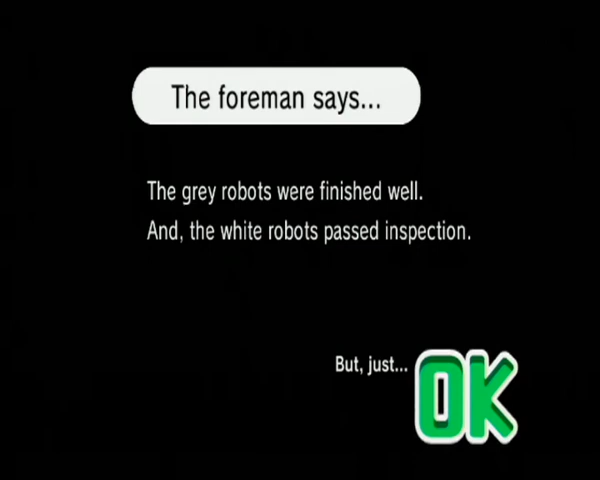 The foreman says...
The grey robots were finished well.
And, the white robots passed inspection.
But, just... OK